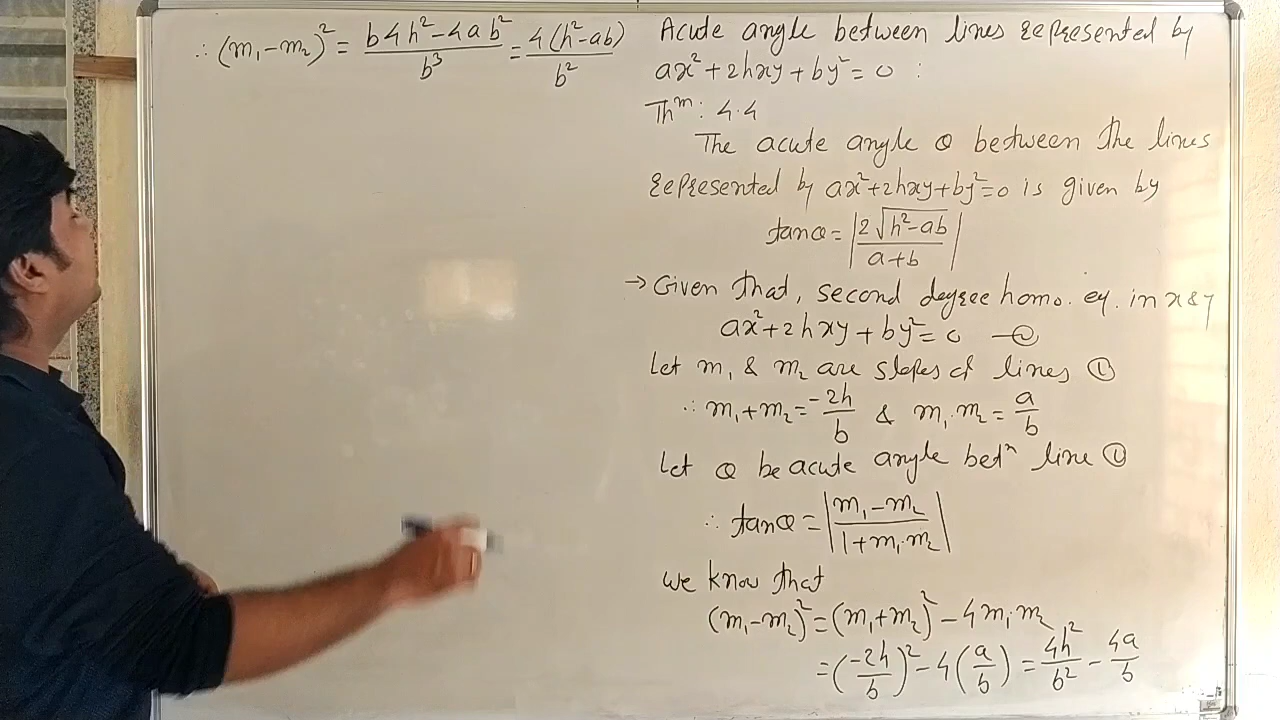 Acute angle between lines represented by
ax² + 2hxy + by² = 0 :
Thᵐ: 4.4
The acute angle θ between the lines
represented by ax²+2hxy+by²=0 is given by
tanθ = |2√(h²-ab) / (a+b)|
→ Given that, second degree homo. eq. in x & y
ax² + 2hxy + by² = 0 —①
Let m₁ & m₂ are slopes of lines ①
∴ m₁+m₂ = -2h/b & m₁.m₂ = a/b
Let θ be acute angle betⁿ line ①
∴ tanθ = |(m₁-m₂) / (1+m₁.m₂)|
We know that
(m₁-m₂)² = (m₁+m₂)² - 4m₁.m₂
= (-2h/b)² - 4(a/b) = 4h²/b² - 4a/b
∴ (m₁-m₂)² = (b4h²-4ab²)/b³ = 4(h²-ab)/b²